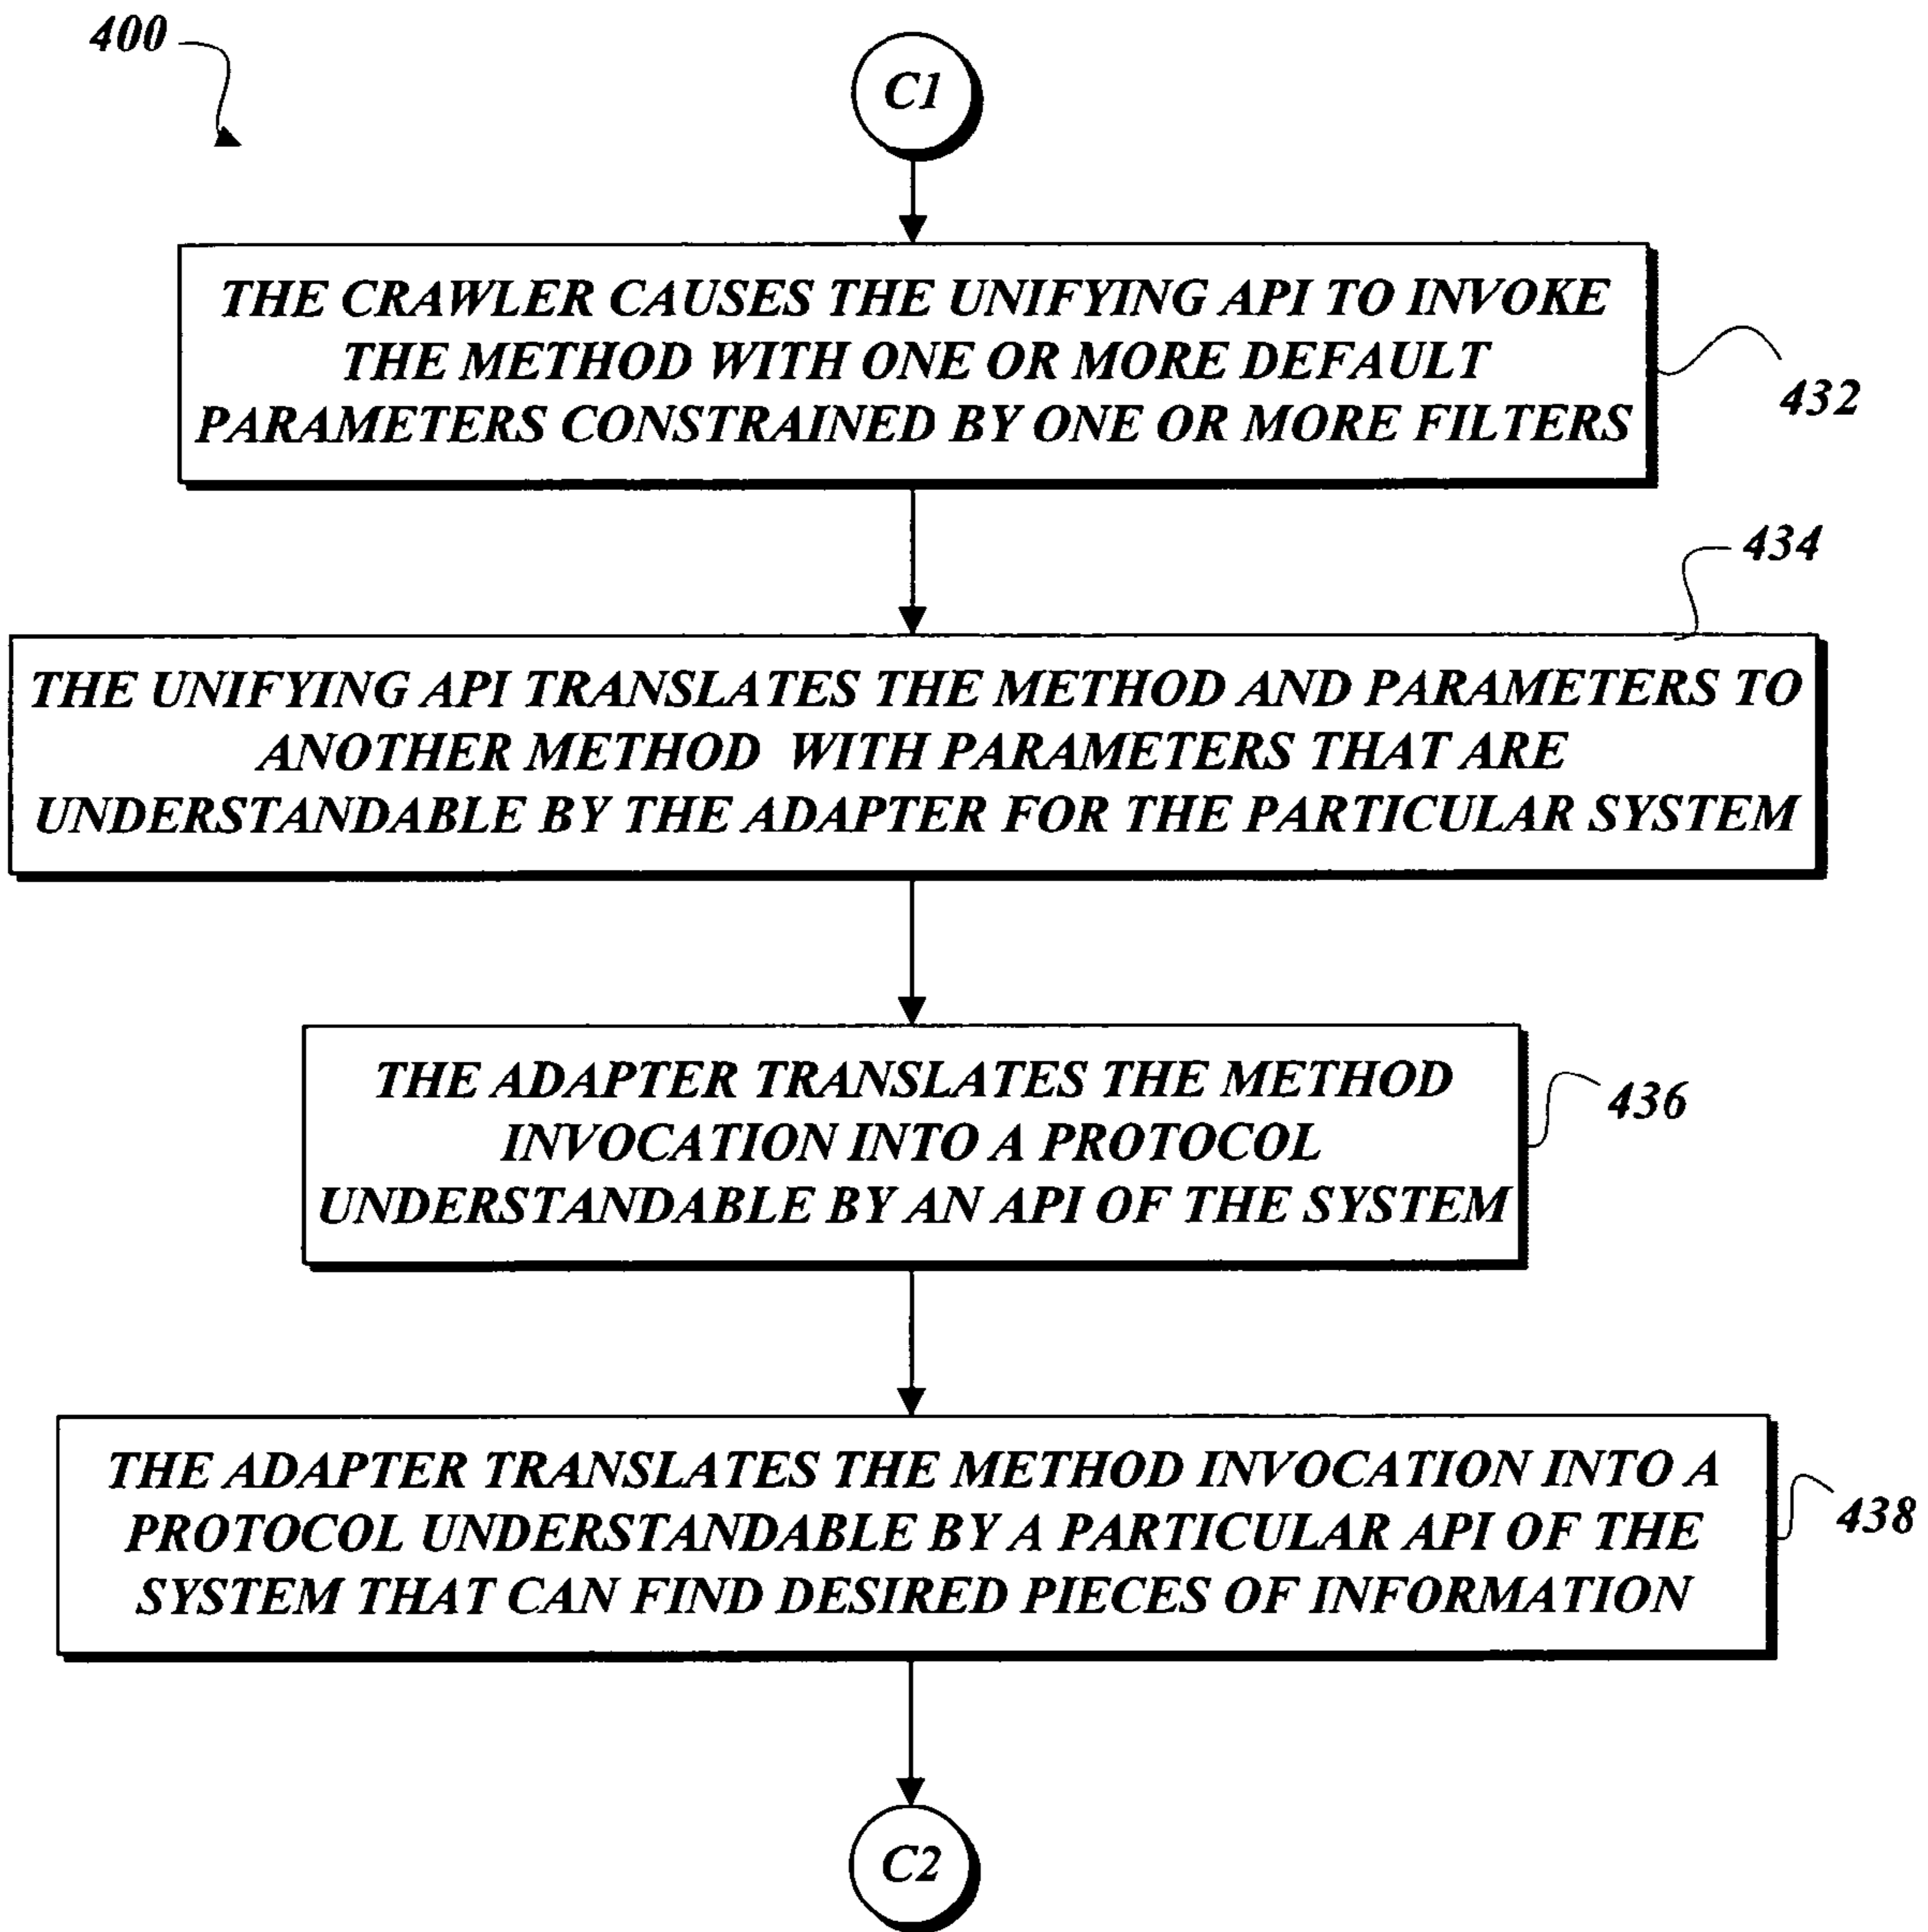 400
C1
THE CRAWLER CAUSES THE UNIFYING API TO INVOKE
THE METHOD WITH ONE OR MORE DEFAULT
PARAMETERS CONSTRAINED BY ONE OR MORE FILTERS
432
434
THE UNIFYING API TRANSLATES THE METHOD AND PARAMETERS TO
ANOTHER METHOD WITH PARAMETERS THAT ARE
UNDERSTANDABLE BY THE ADAPTER FOR THE PARTICULAR SYSTEM
THE ADAPTER TRANSLATES THE METHOD
INVOCATION INTO A PROTOCOL
UNDERSTANDABLE BY AN API OF THE SYSTEM
436
THE ADAPTER TRANSLATES THE METHOD INVOCATION INTO A
PROTOCOL UNDERSTANDABLE BY A PARTICULAR API OF THE
SYSTEM THAT CAN FIND DESIRED PIECES OF INFORMATION
438
C2